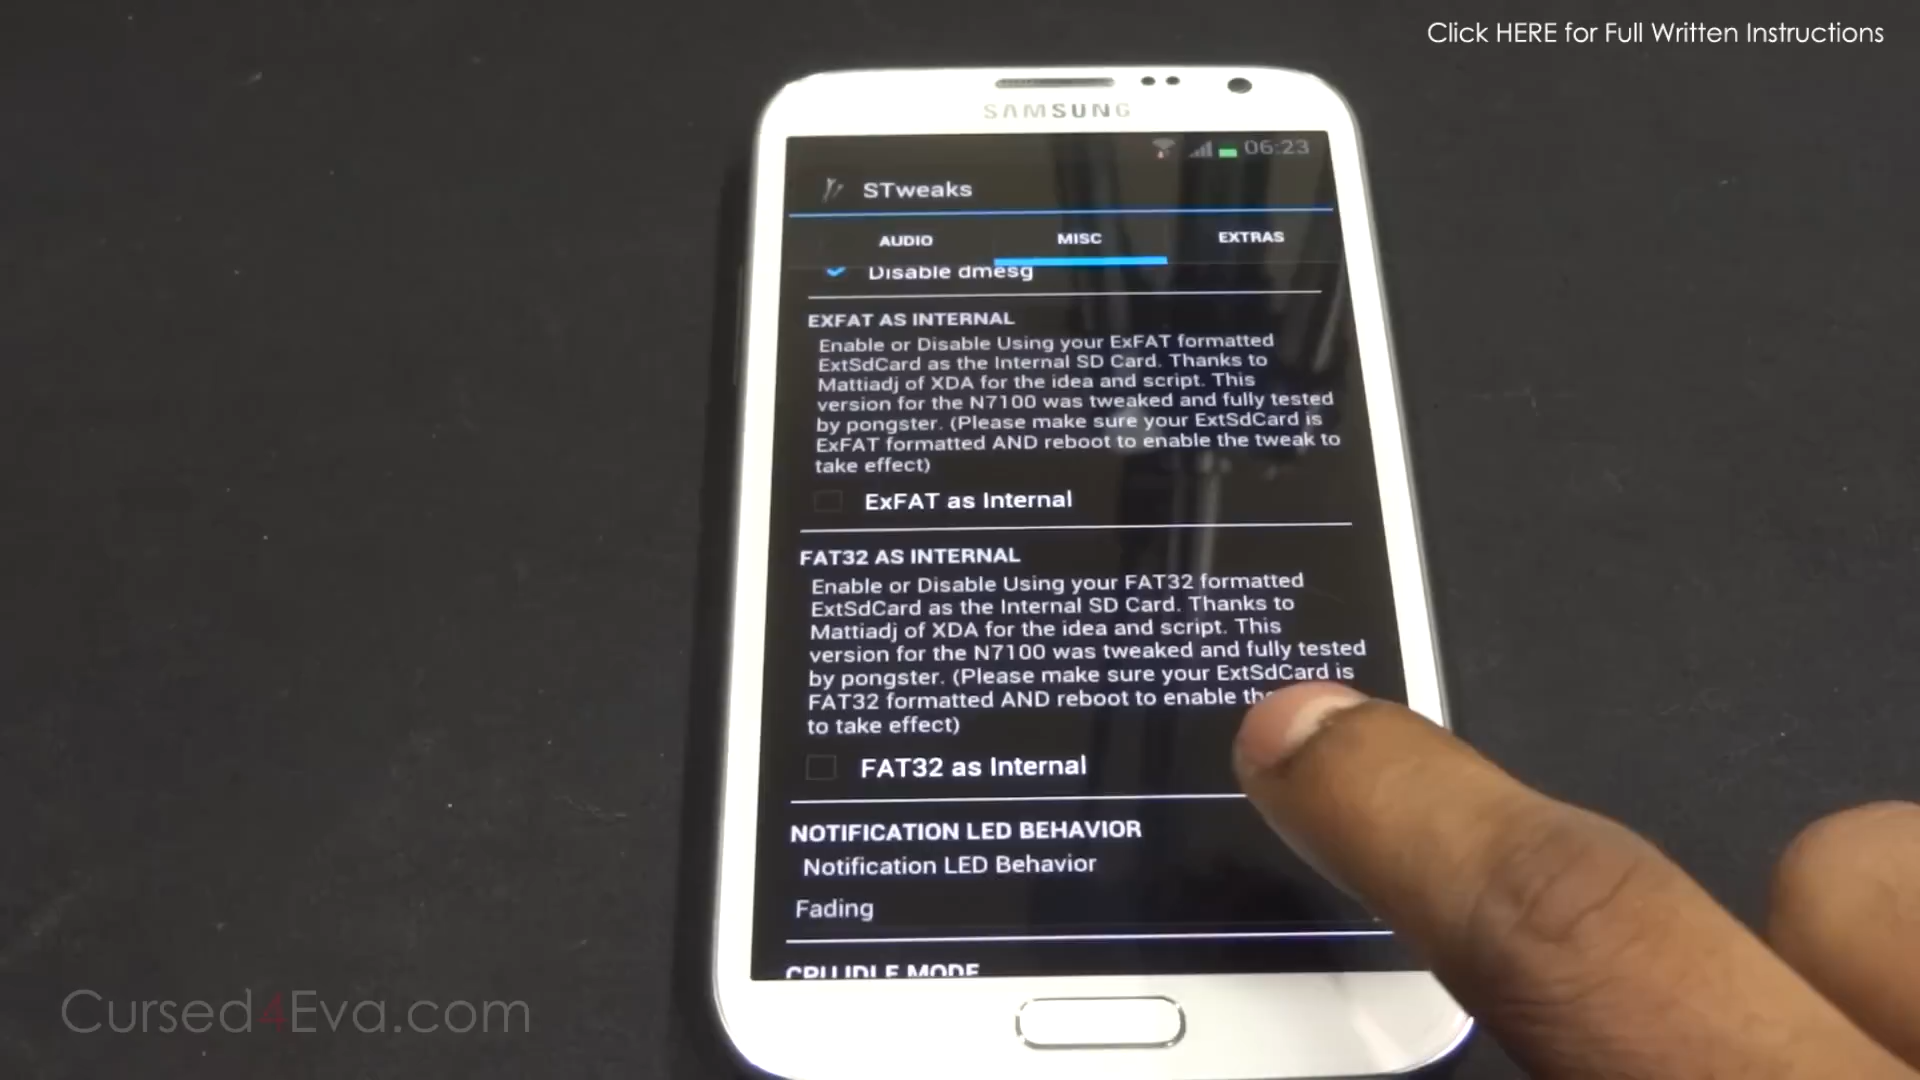 Click HERE for Full Written Instructions
SAMSUNG
06:23
STweaks
AUDIO MISC EXTRAS
Disable dmesg
EXFAT AS INTERNAL
Enable or Disable Using your ExFAT formatted
ExtSdCard as the Internal SD Card. Thanks to
Mattiadj of XDA for the idea and script. This
version for the N7100 was tweaked and fully tested
by pongster. (Please make sure your ExtSdCard is
ExFAT formatted AND reboot to enable the tweak to
take effect)
ExFAT as Internal
FAT32 AS INTERNAL
Enable or Disable Using your FAT32 formatted
ExtSdCard as the Internal SD Card. Thanks to
Mattiadj of XDA for the idea and script. This
version for the N7100 was tweaked and fully tested
by pongster. (Please make sure your ExtSdCard is
FAT32 formatted AND reboot to enable
to take effect)
FAT32 as Internal
NOTIFICATION LED BEHAVIOR
Notification LED Behavior
Fading
CPU IDLE MODE
Cursed4Eva.com